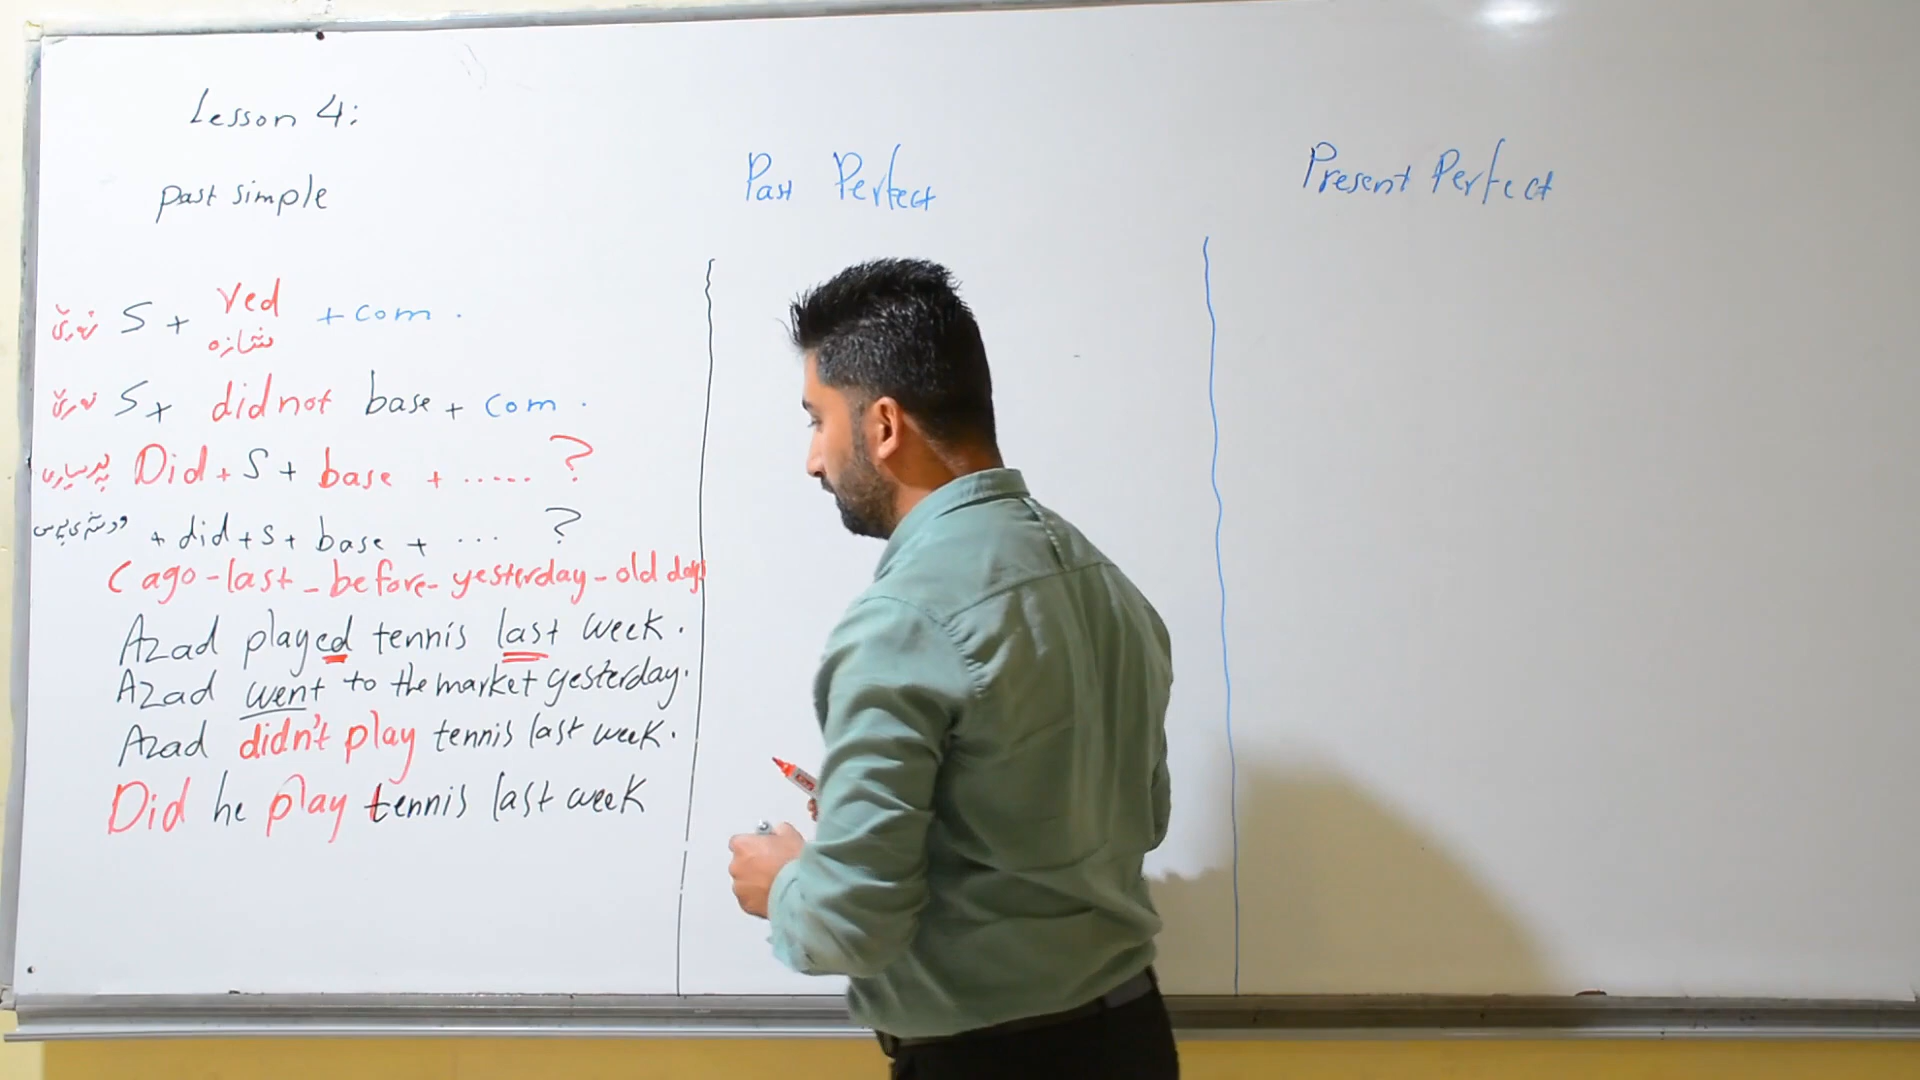 Lesson 4:
Past simple
Past Perfect
Present Perfect
ئەرێ S + ved + com .
شازە
نەرێ S + did not base + com .
پرسیاری Did + S + base + ..... ?
+ did + s + base + ... ?
( ago - last - before - yesterday - old days
Azad played tennis last week.
Azad went to the market yesterday.
Azad didn't play tennis last week.
Did he play tennis last week